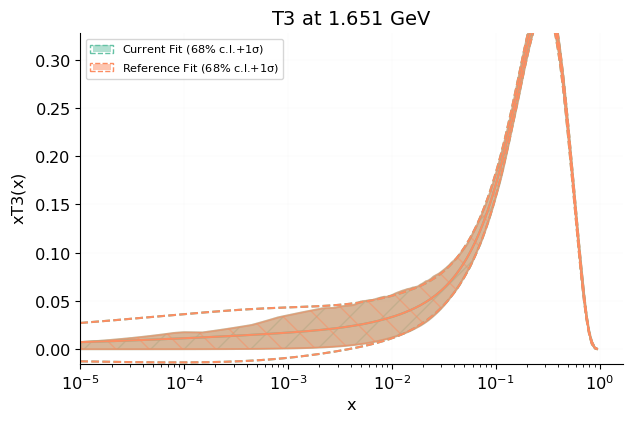 T3 at 1.651 GeV
Current Fit (68% c.l.+1σ)
Reference Fit (68% c.l.+1σ)
xT3(x)
0.30
0.25
0.20
0.15
0.10
0.05
0.00
10⁻⁵ 10⁻⁴ 10⁻³ 10⁻² 10⁻¹ 10⁰
x